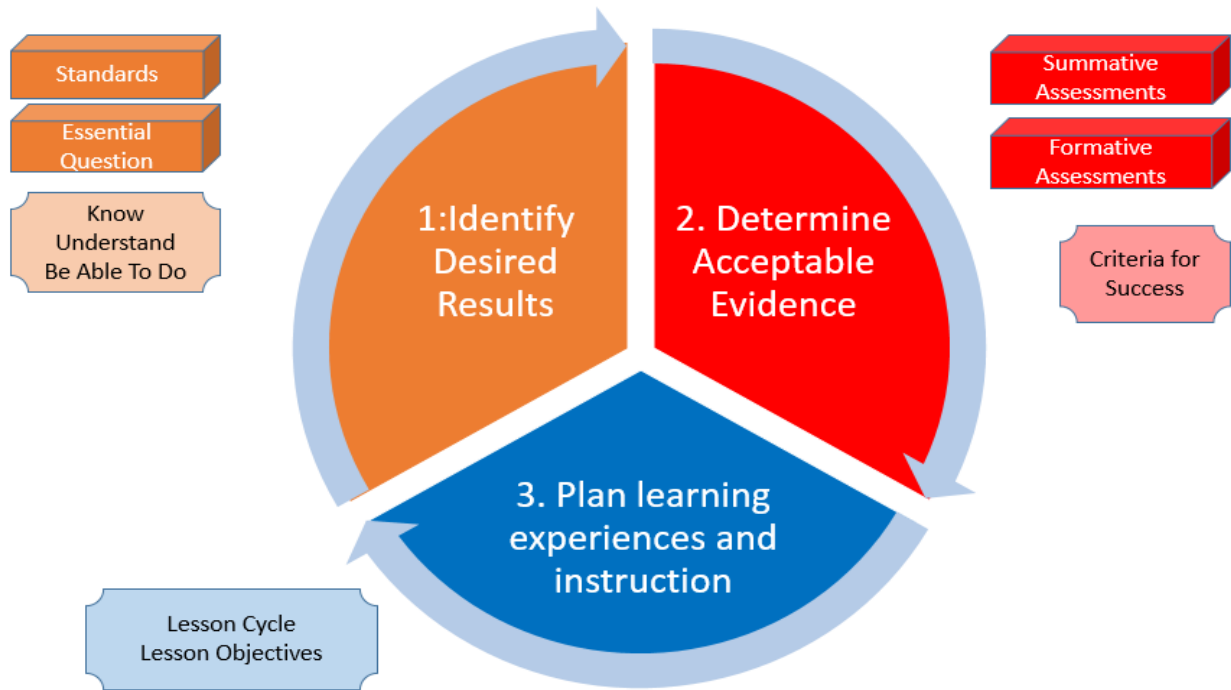 Standards
Essential
Question
Know
Understand
Be Able To Do
1:Identify
Desired
Results
2. Determine
Acceptable
Evidence
Summative
Assessments
Formative
Assessments
Criteria for
Success
3. Plan learning
experiences and
instruction
Lesson Cycle
Lesson Objectives